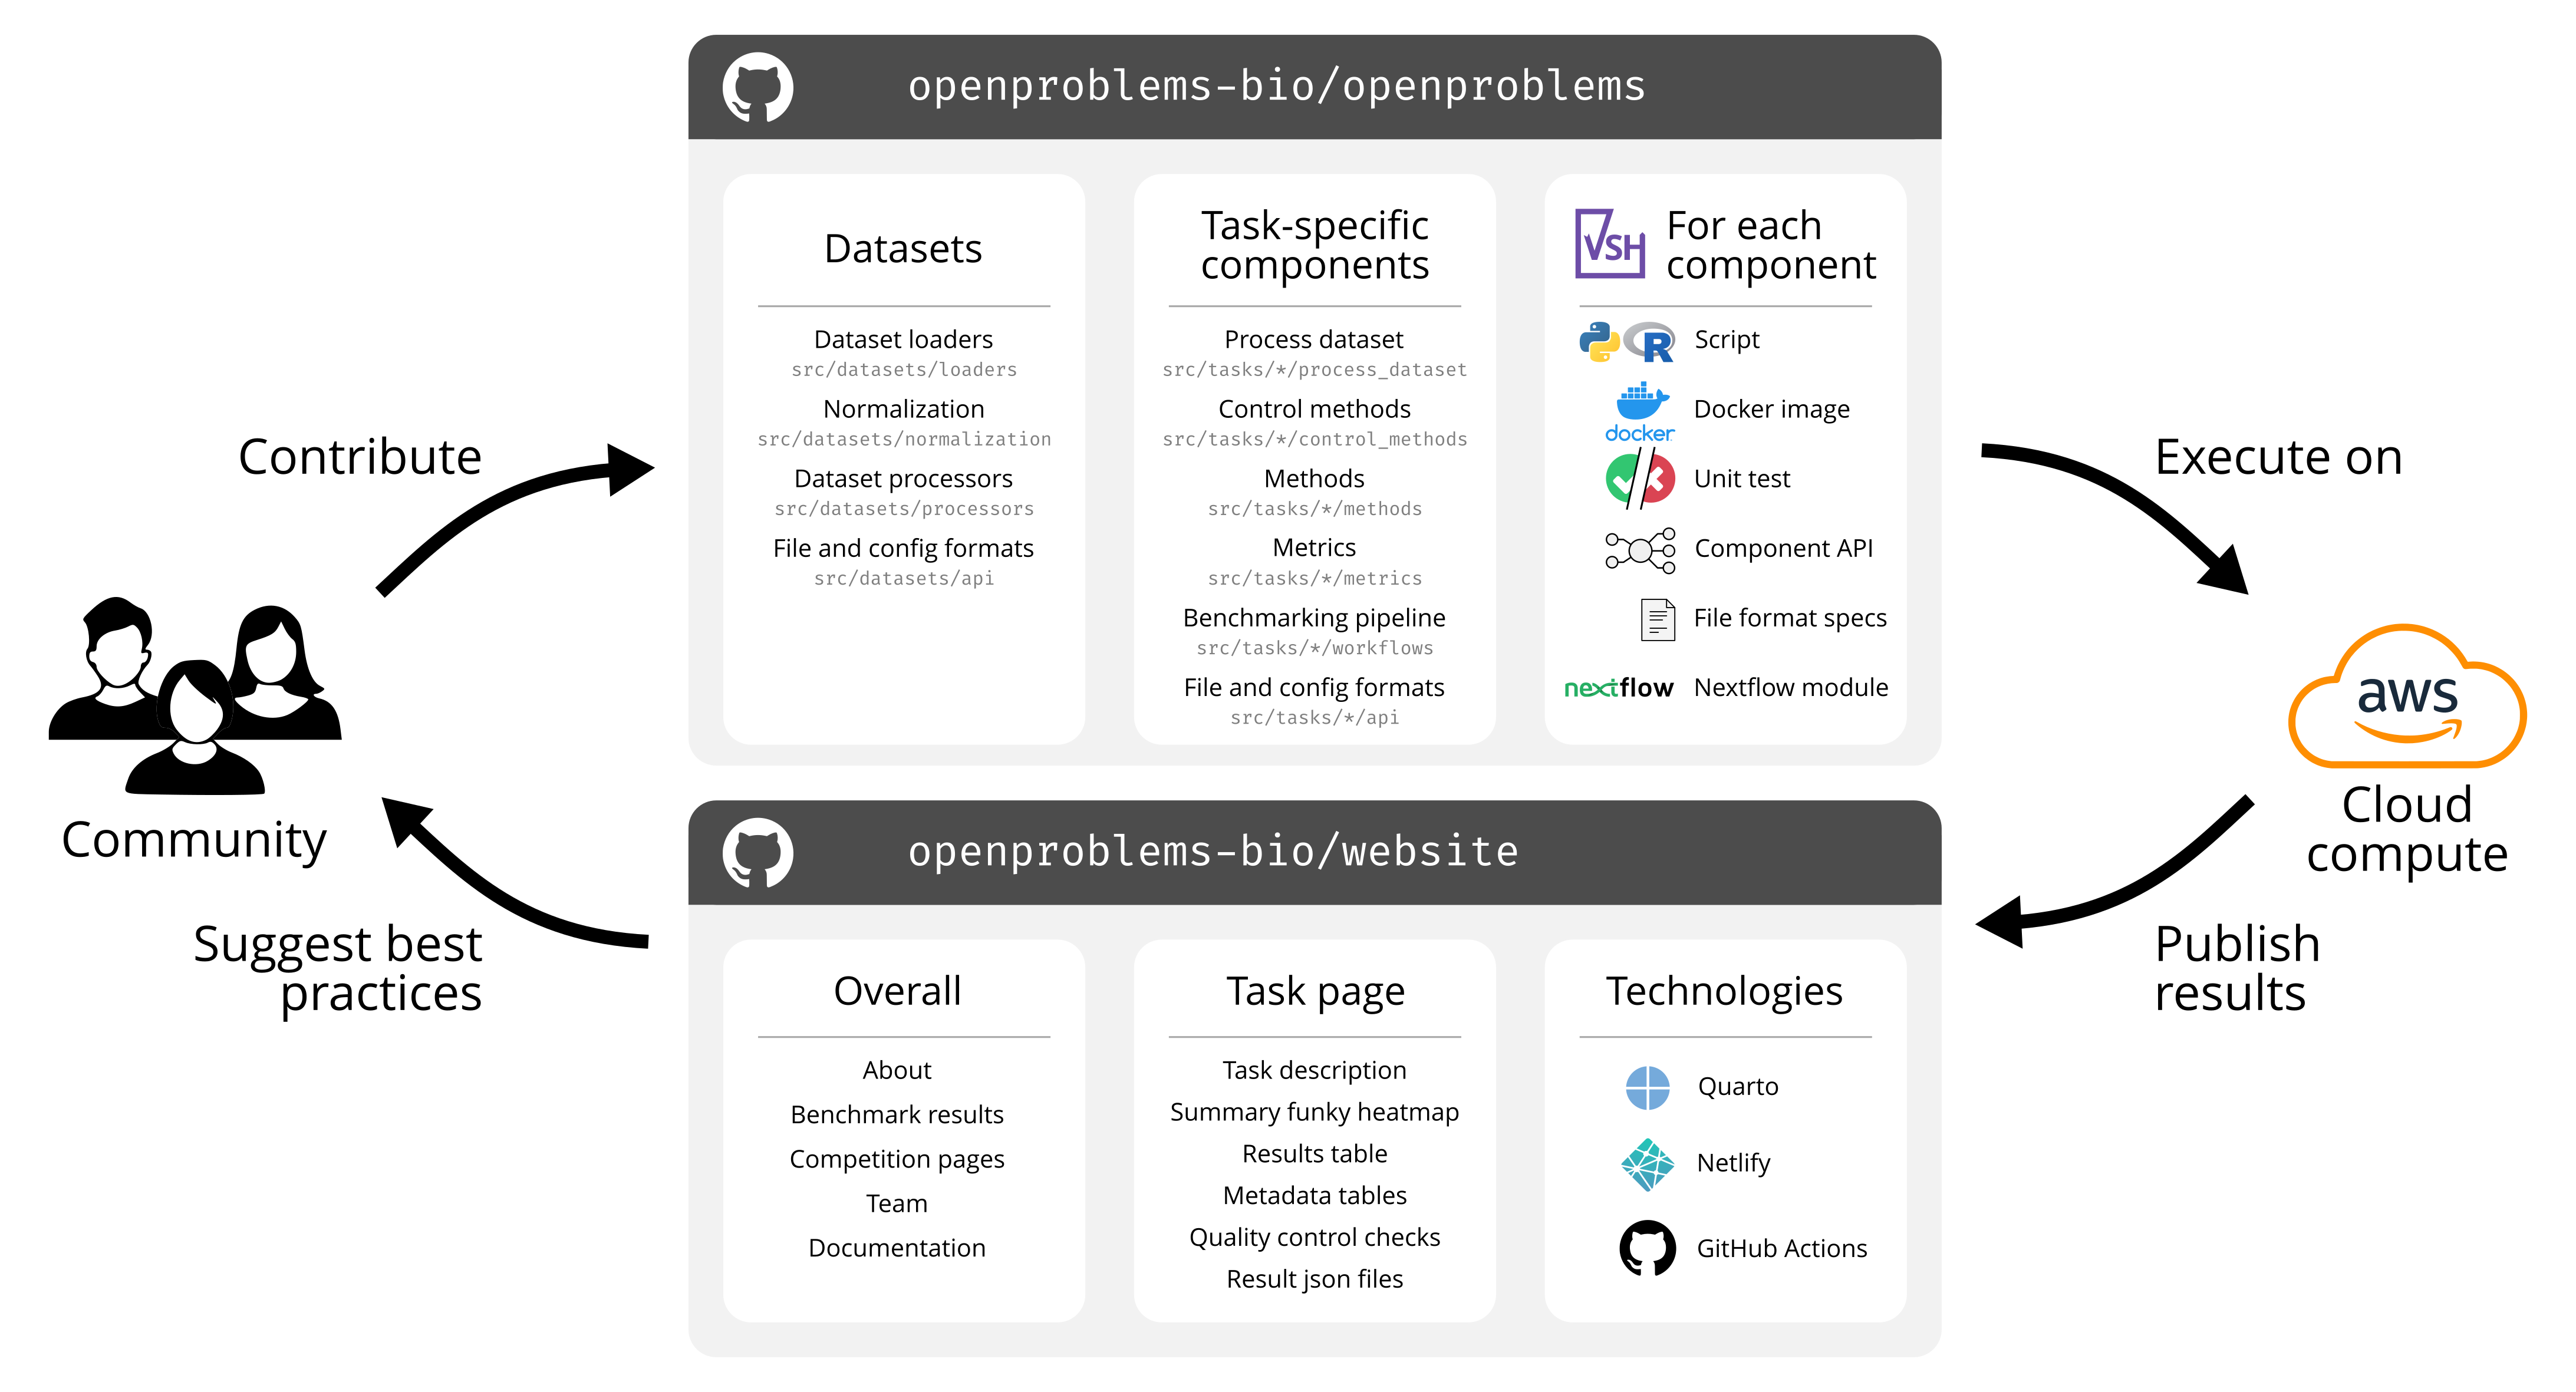 openproblems-bio/openproblems
Datasets
Dataset loaders
src/datasets/loaders
Normalization
src/datasets/normalization
Dataset processors
src/datasets/processors
File and config formats
src/datasets/api
Task-specific
components
Process dataset
src/tasks/*/process_dataset
Control methods
src/tasks/*/control_methods
Methods
src/tasks/*/methods
Metrics
src/tasks/*/metrics
Benchmarking pipeline
src/tasks/*/workflows
File and config formats
src/tasks/*/api
VSH
For each
component
Script
docker
Docker image
Unit test
Component API
File format specs
nextflow
Nextflow module
Contribute
Community
Suggest best
practices
Execute on
aws
Cloud
compute
Publish
results
openproblems-bio/website
Overall
About
Benchmark results
Competition pages
Team
Documentation
Task page
Task description
Summary funky heatmap
Results table
Metadata tables
Quality control checks
Result json files
Technologies
Quarto
Netlify
GitHub Actions